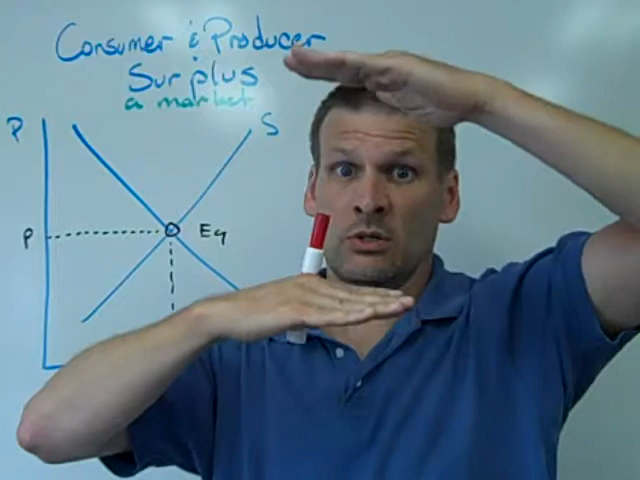 Consumer & Producer
Surplus
a market
P
S
P
Eq